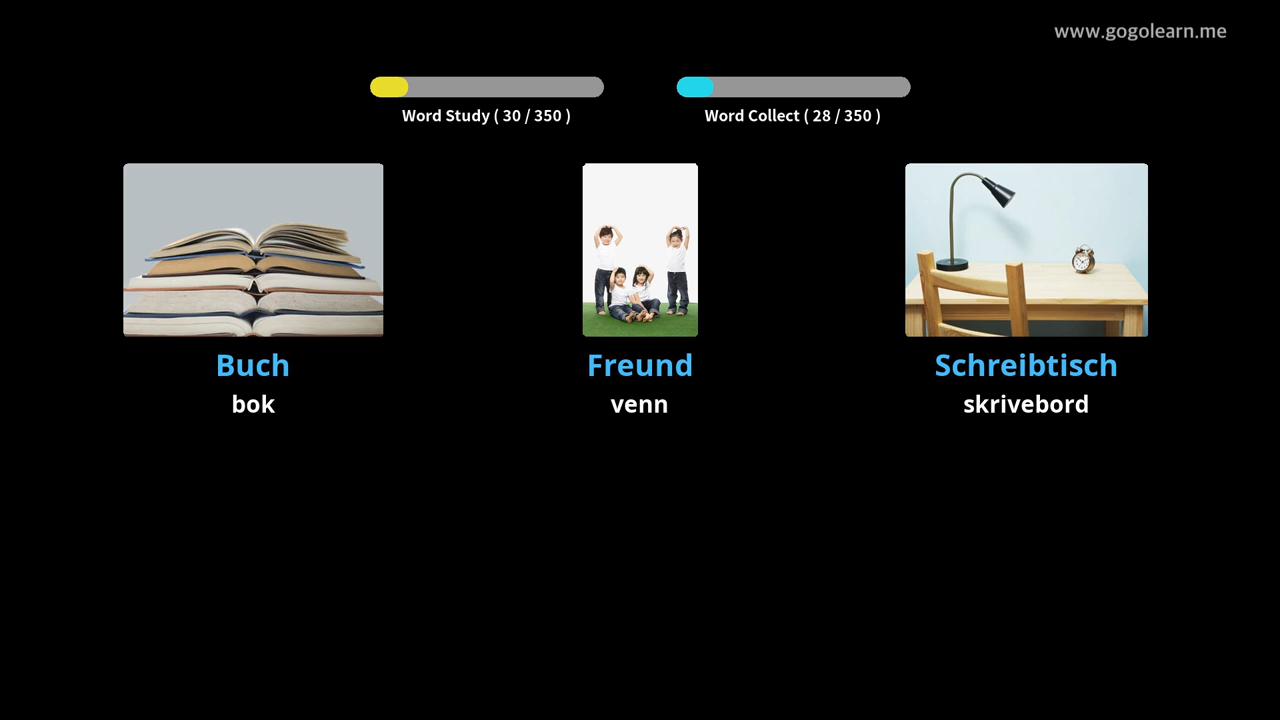 www.gogolearn.me
Word Study ( 30 / 350 )
Word Collect ( 28 / 350 )
Buch
bok
Freund
venn
Schreibtisch
skrivebord